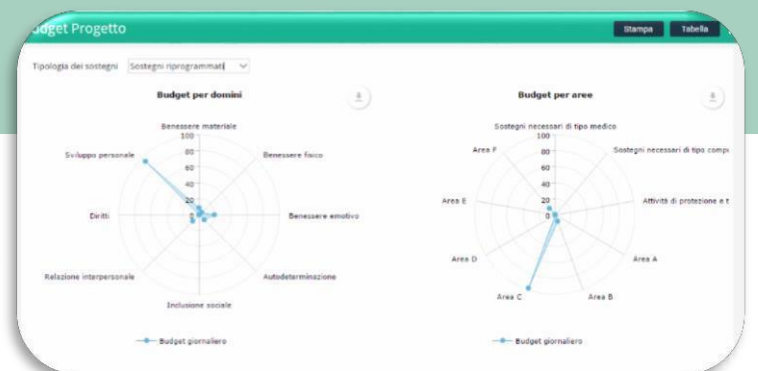 udget Progetto
Stampa
Tabella
Tipologia dei sostegni
Sostegni riprogrammati
Budget per domini
Benessere materiale
100
80
60
40
20
0
Benessere fisico
Benessere emotivo
Autodeterminazione
Inclusione sociale
Relazione interpersonale
Diritti
Sviluppo personale
Budget giornaliero
Budget per aree
Sostegni necessari di tipo medico
100
80
60
40
20
0
Sostegni necessari di tipo compo
Attività di protezione e t
Area A
Area B
Area C
Area D
Area E
Area F
Budget giornaliero